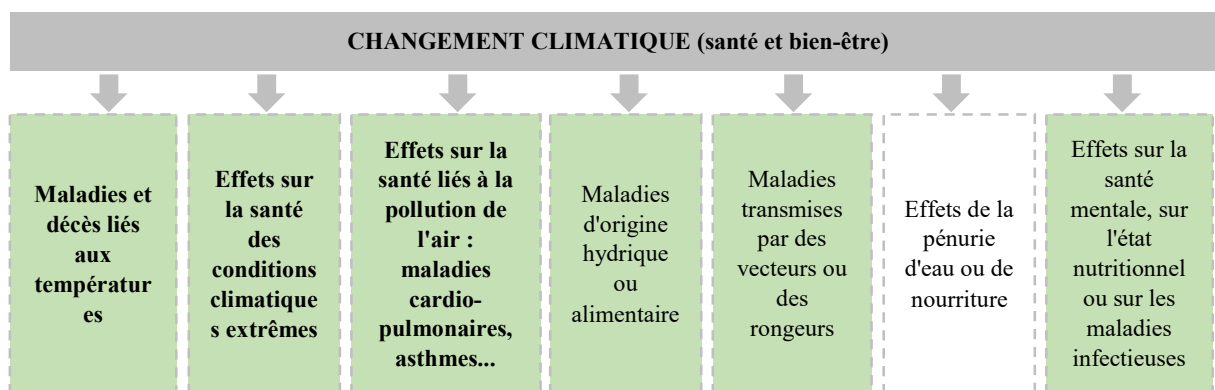 CHANGEMENT CLIMATIQUE (santé et bien-être)
Maladies et
décès liés
aux
températur
es
Effets sur
la santé
des
conditions
climatique
s extrêmes
Effets sur la
santé liés à la
pollution de
l'air :
maladies
cardio-
pulmonaires,
asthmes...
Maladies
d'origine
hydrique
ou
alimentaire
Maladies
transmises
par des
vecteurs ou
des
rongeurs
Effets de la
pénurie
d'eau ou de
nourriture
Effets sur la
santé
mentale, sur
l'état
nutritionnel
ou sur les
maladies
infectieuses